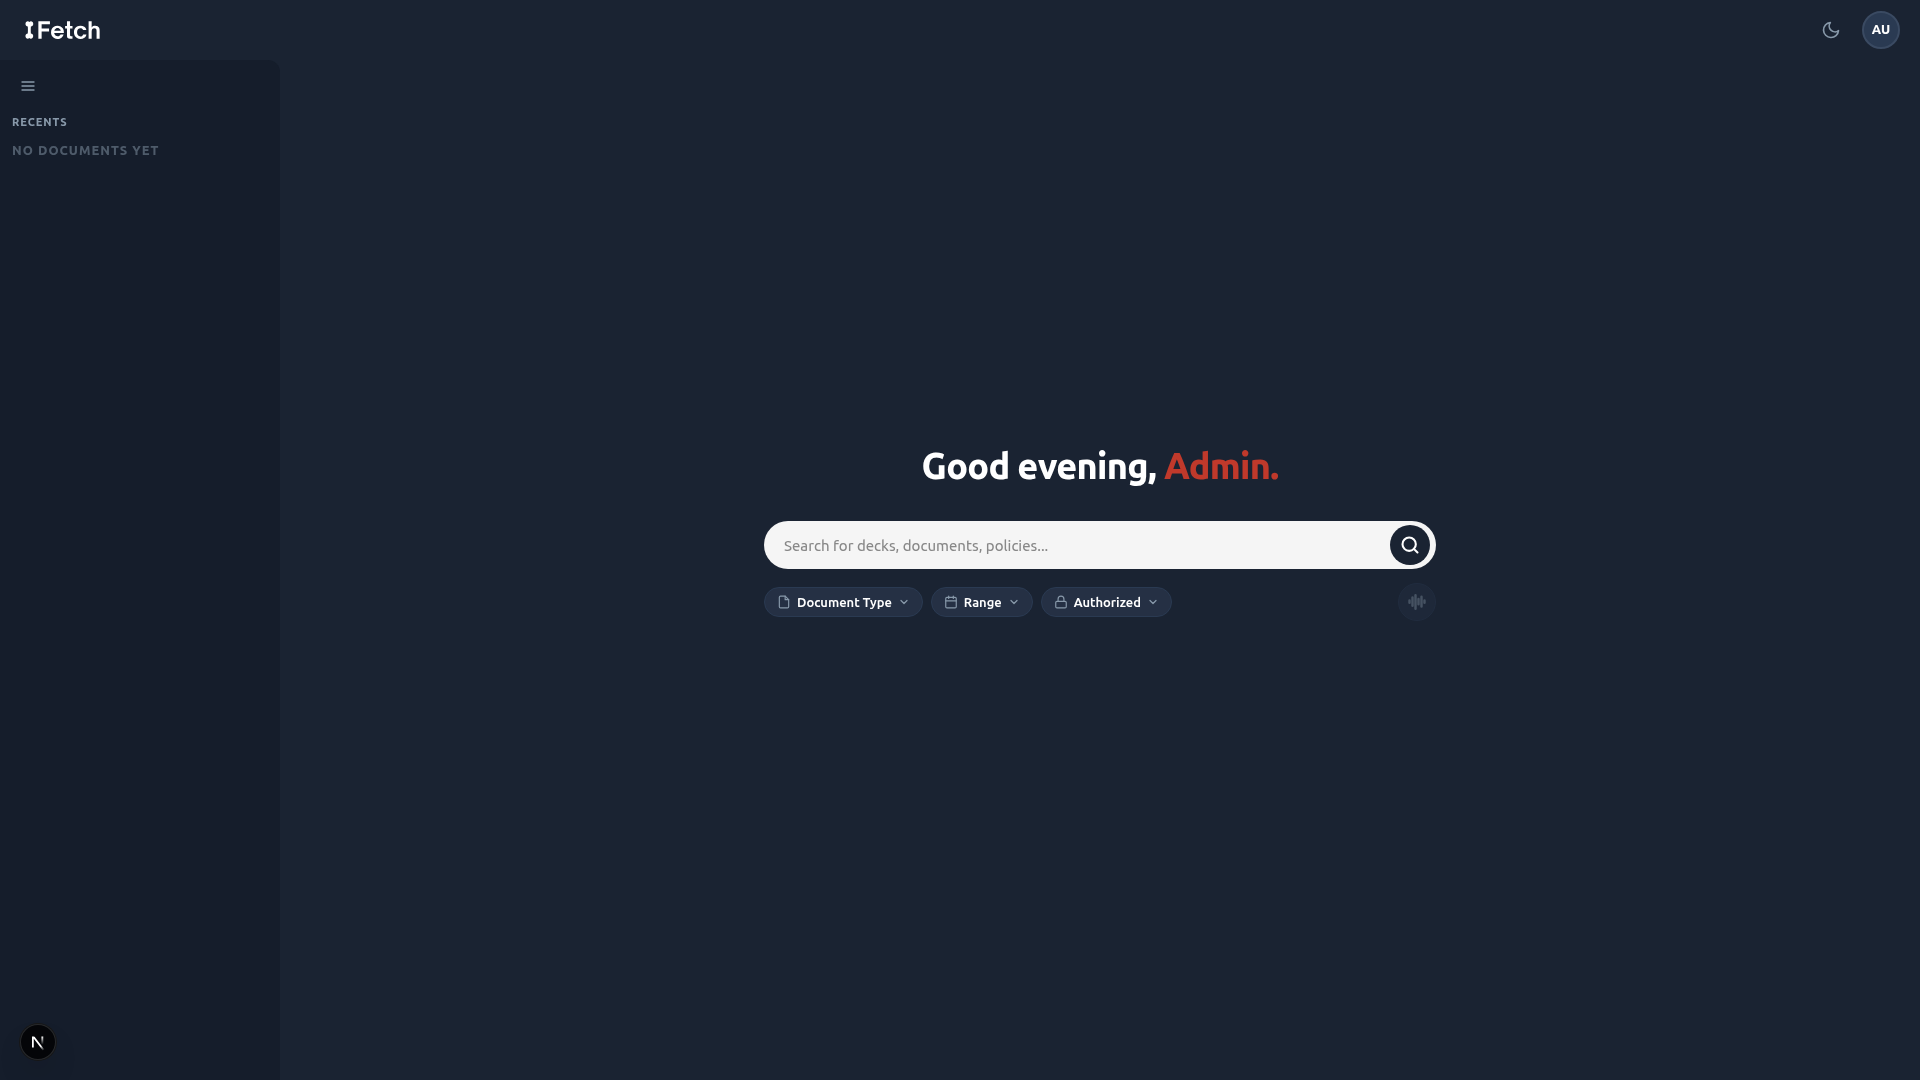 Fetch
AU
RECENTS
NO DOCUMENTS YET
Good evening, Admin.
Search for decks, documents, policies...
Document Type
Range
Authorized
N